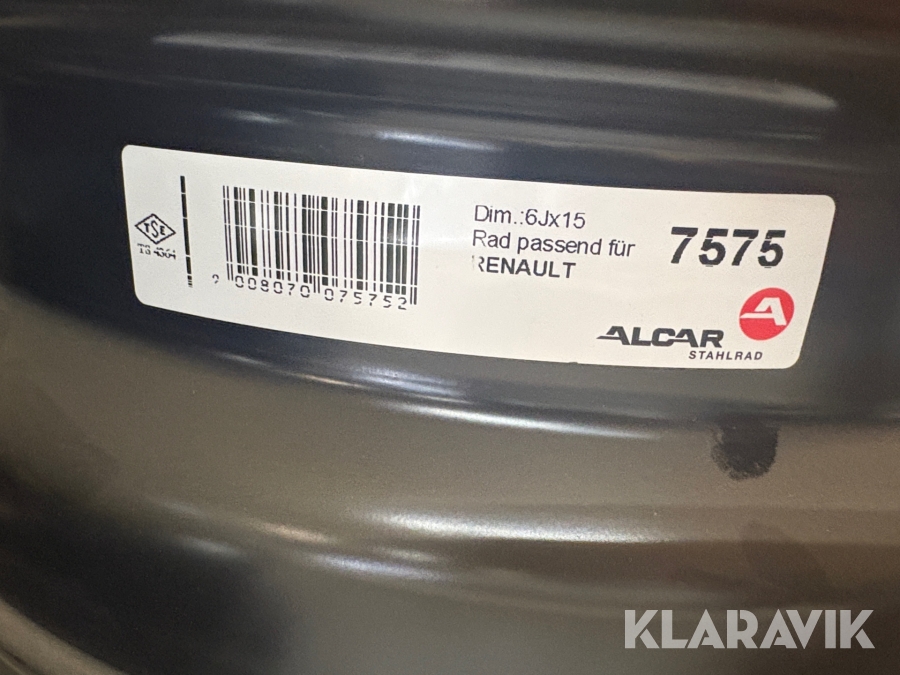 TSE
TS 4364
9 008070 075752
Dim.:6Jx15
Rad passend für
RENAULT
7575
A
ALCAR
STAHLRAD
KLARAVIK